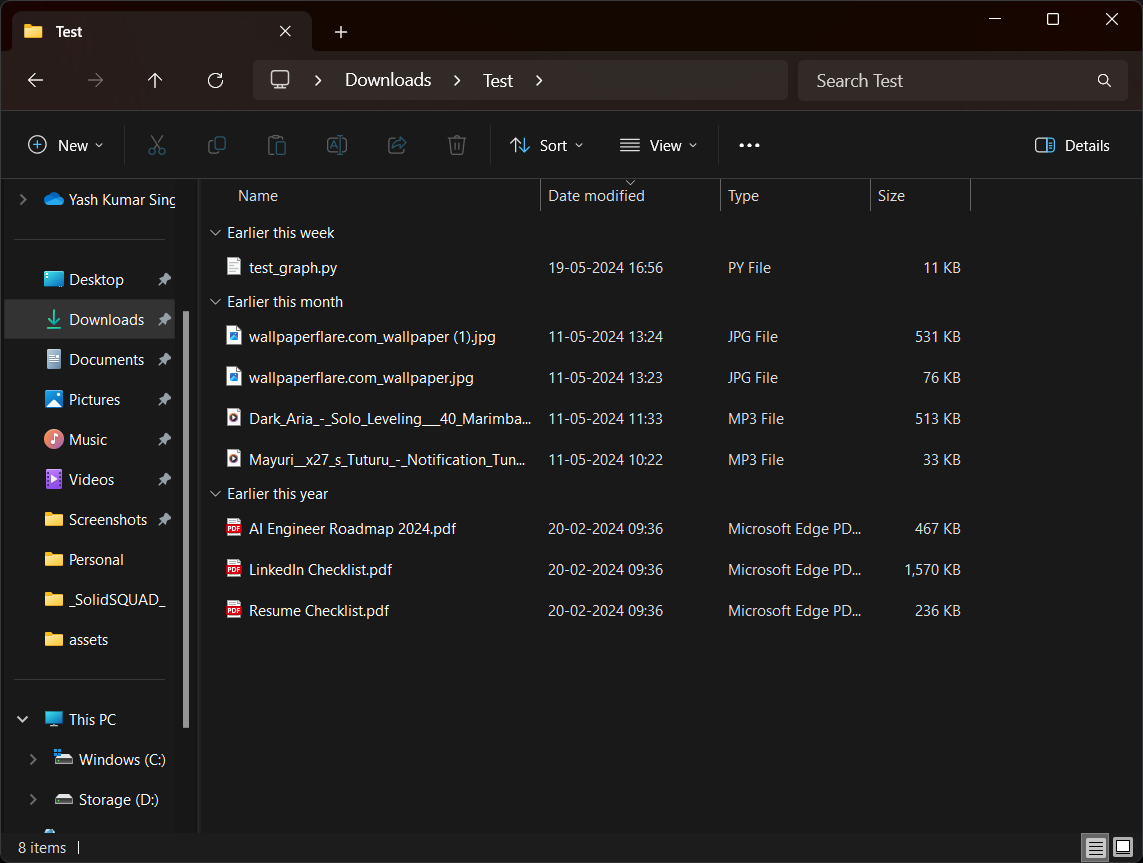 Test
Downloads Test
Search Test
New Sort View ••• Details
Yash Kumar Sing
Desktop
Downloads
Documents
Pictures
Music
Videos
Screenshots
Personal
_SolidSQUAD_
assets
This PC
Windows (C:)
Storage (D:)
Name Date modified Type Size
Earlier this week
test_graph.py 19-05-2024 16:56 PY File 11 KB
Earlier this month
wallpaperflare.com_wallpaper (1).jpg 11-05-2024 13:24 JPG File 531 KB
wallpaperflare.com_wallpaper.jpg 11-05-2024 13:23 JPG File 76 KB
Dark_Aria_-_Solo_Leveling___40_Marimba... 11-05-2024 11:33 MP3 File 513 KB
Mayuri__x27_s_Tuturu_-_Notification_Tun... 11-05-2024 10:22 MP3 File 33 KB
Earlier this year
PDF AI Engineer Roadmap 2024.pdf 20-02-2024 09:36 Microsoft Edge PD... 467 KB
PDF LinkedIn Checklist.pdf 20-02-2024 09:36 Microsoft Edge PD... 1,570 KB
PDF Resume Checklist.pdf 20-02-2024 09:36 Microsoft Edge PD... 236 KB
8 items